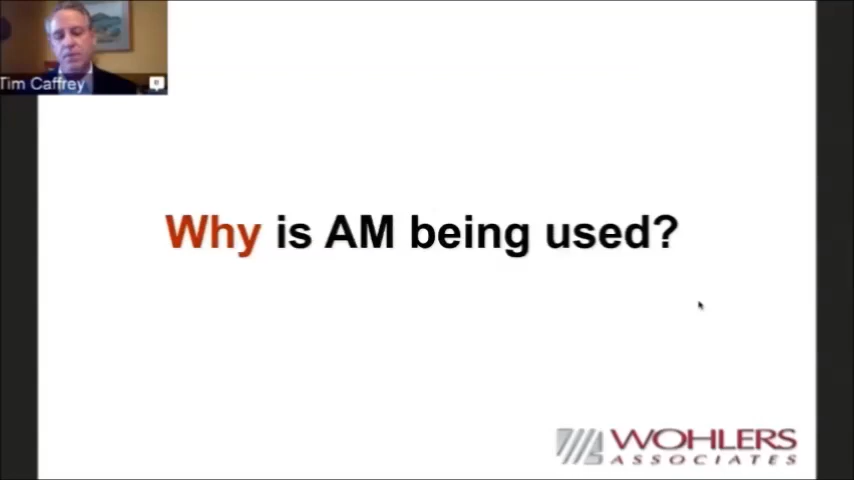 Tim Caffrey
Why is AM being used?
WOHLERS
ASSOCIATES